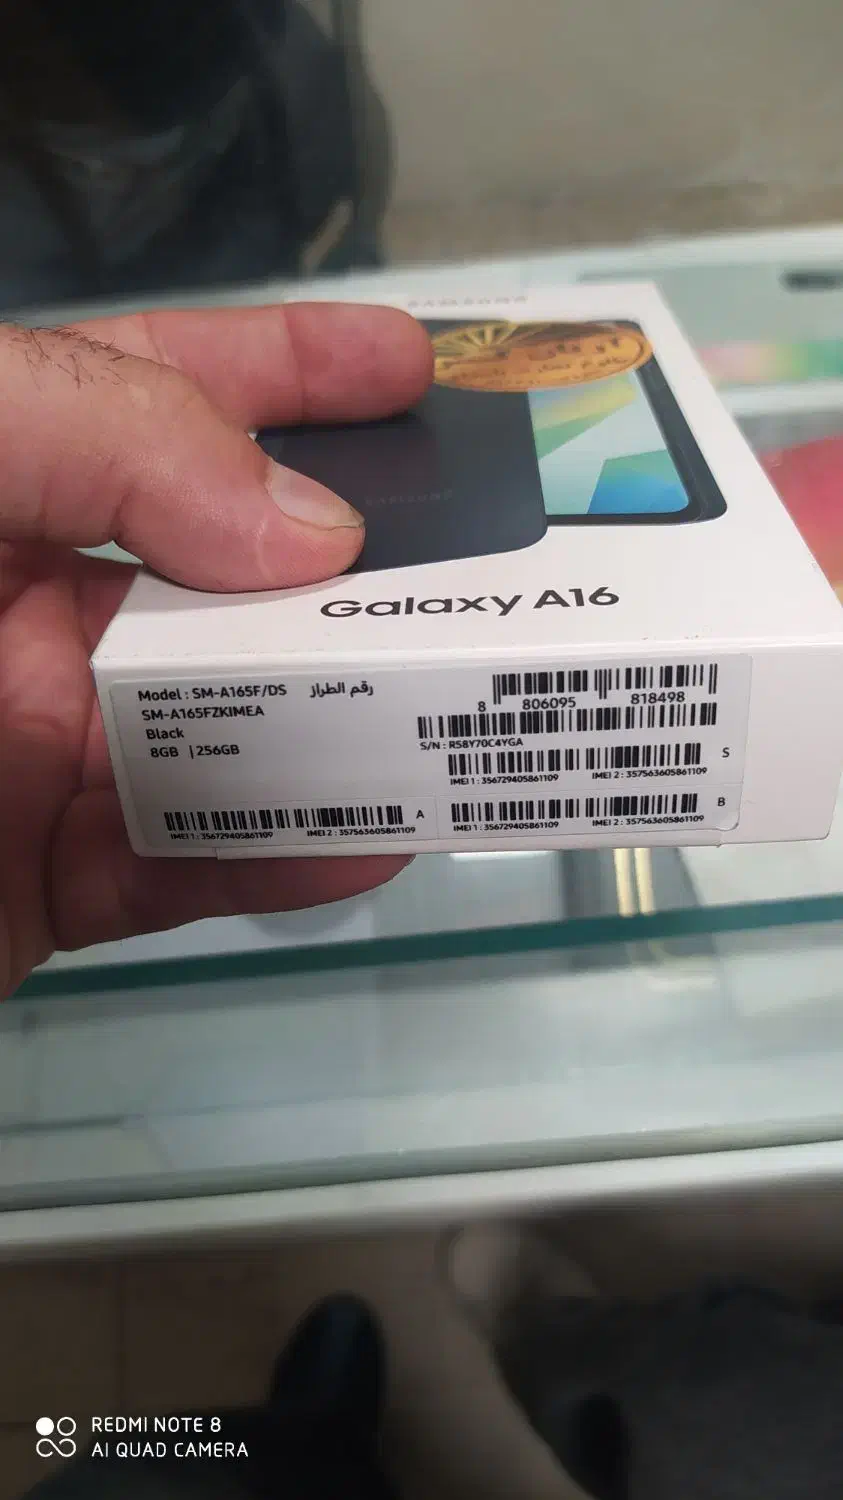 SAMSUNG
SAMSUNG
Galaxy A16
Model : SM-A165F/DS رقم الطراز
SM-A165FZKIMEA
Black
8GB | 256GB
8 806095 818498
S/N : R58Y70C4YGA
S
IMEI 1 : 356729405861109 IMEI 2 : 357563605861109
A
IMEI 1 : 356729405861109 IMEI 2 : 357563605861109
B
IMEI 1 : 356729405861109 IMEI 2 : 357563605861109
REDMI NOTE 8
AI QUAD CAMERA